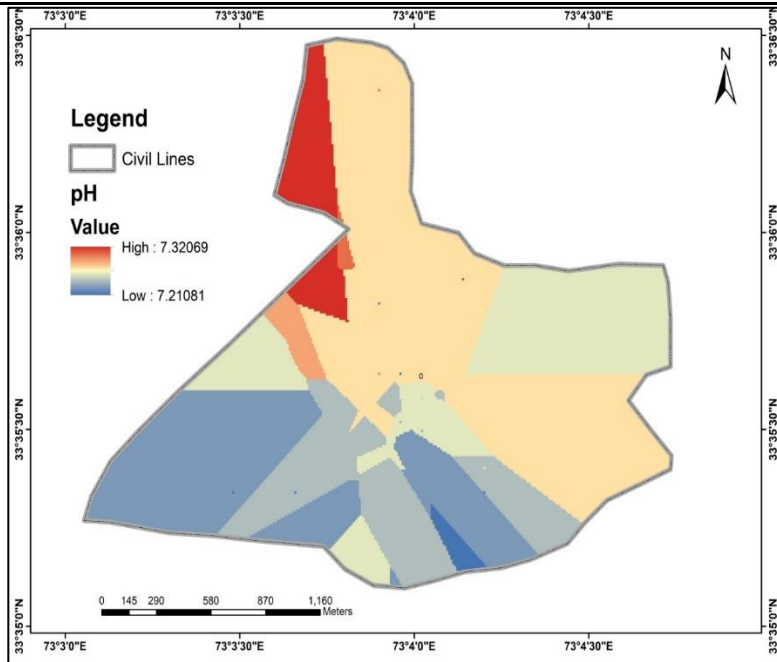 73°3'0"E 73°3'30"E 73°4'0"E 73°4'30"E
33°36'30"N 33°36'30"N
N
Legend
Civil Lines
pH
Value
High : 7.32069
Low : 7.21081
33°36'0"N 33°36'0"N
33°35'30"N 33°35'30"N
0 145 290 580 870 1,160
Meters
33°35'0"N 33°35'0"N
73°3'0"E 73°3'30"E 73°4'0"E 73°4'30"E